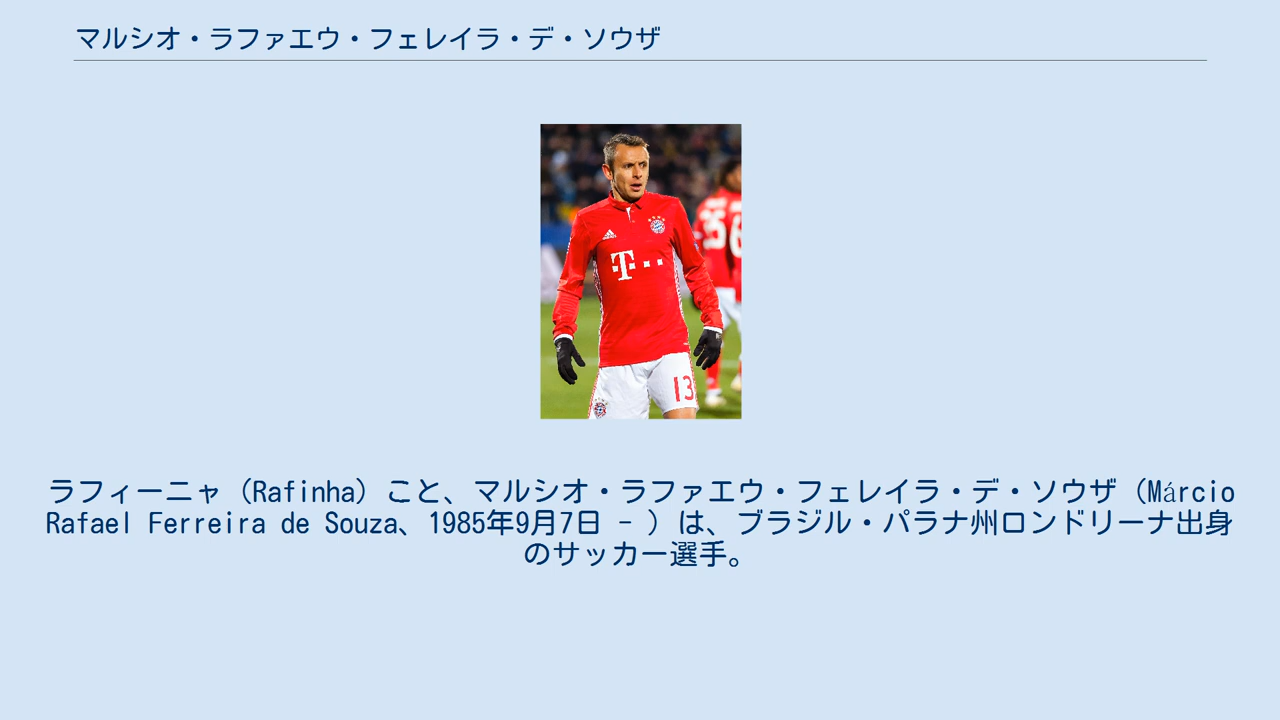 マルシオ・ラファエウ・フェレイラ・デ・ソウザ
T
13
ラフィーニャ（Rafinha）こと、マルシオ・ラファエウ・フェレイラ・デ・ソウザ（Márcio
Rafael Ferreira de Souza、1985年9月7日 - ）は、ブラジル・パラナ州ロンドリーナ出身
のサッカー選手。